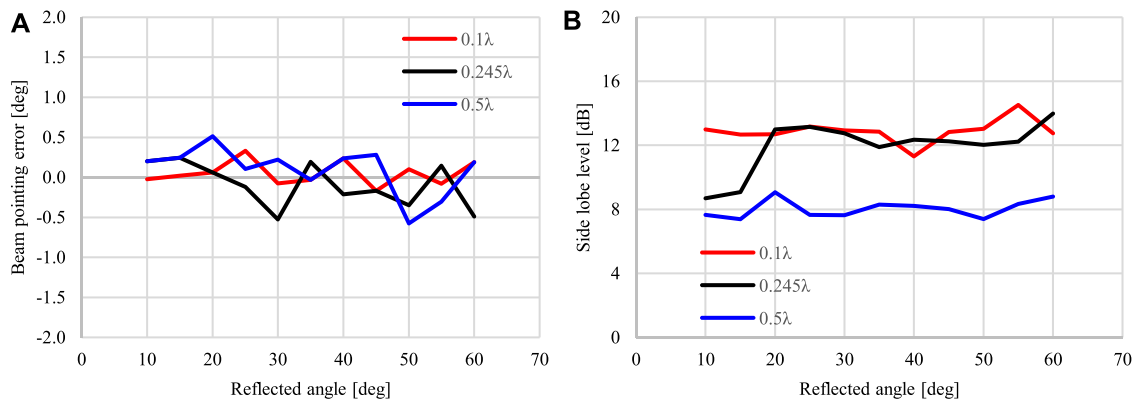 A
Beam pointing error [deg]
2.0
1.5
1.0
0.5
0.0
-0.5
-1.0
-1.5
-2.0
0.1λ
0.245λ
0.5λ
0 10 20 30 40 50 60 70
Reflected angle [deg]
B
Side lobe level [dB]
20
16
12
8
4
0
0.1λ
0.245λ
0.5λ
0 10 20 30 40 50 60 70
Reflected angle [deg]